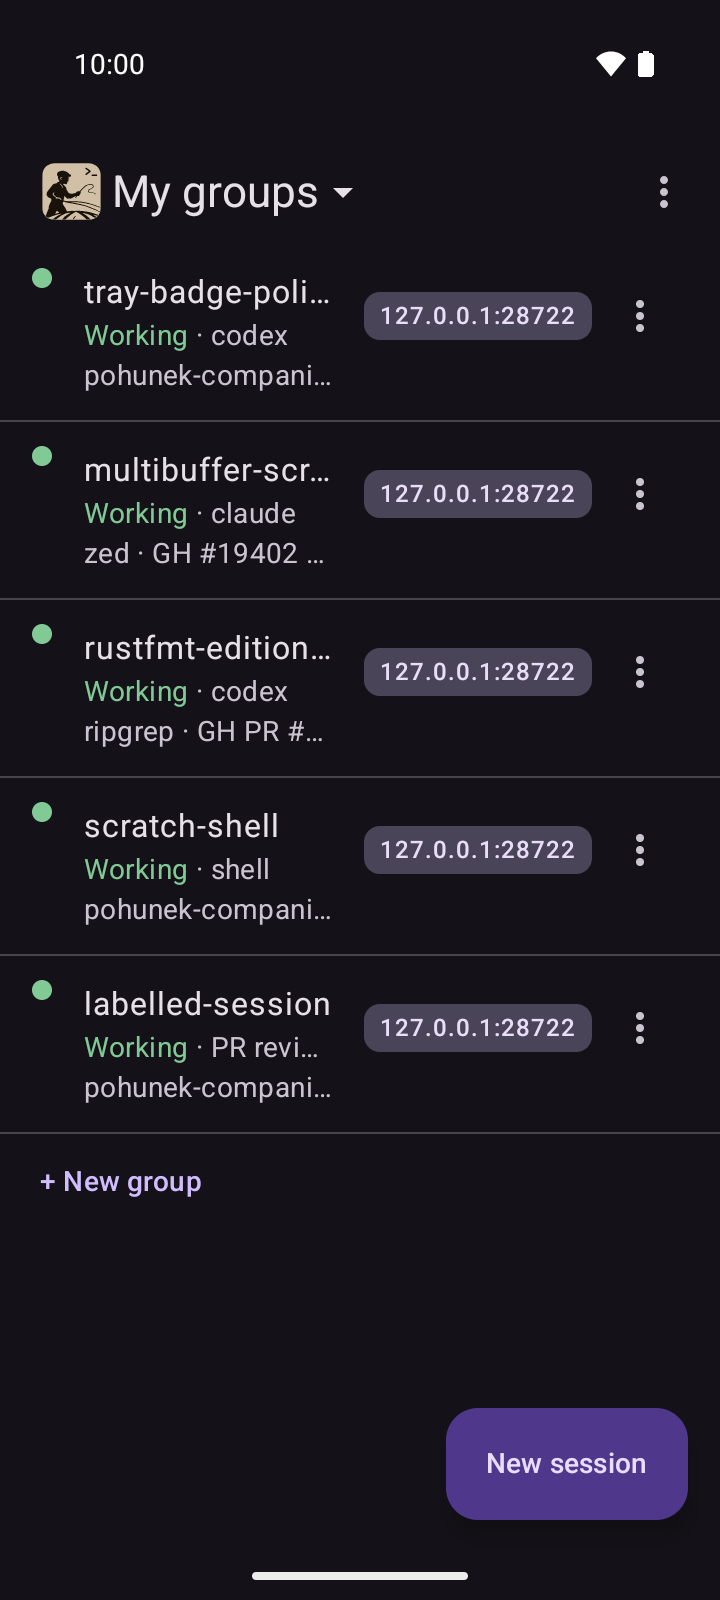 10:00
My groups
tray-badge-poli…
127.0.0.1:28722
Working · codex
pohunek-compani…
multibuffer-scr…
127.0.0.1:28722
Working · claude
zed · GH #19402 …
rustfmt-edition…
127.0.0.1:28722
Working · codex
ripgrep · GH PR #…
scratch-shell
127.0.0.1:28722
Working · shell
pohunek-compani…
labelled-session
127.0.0.1:28722
Working · PR revi…
pohunek-compani…
+ New group
New session